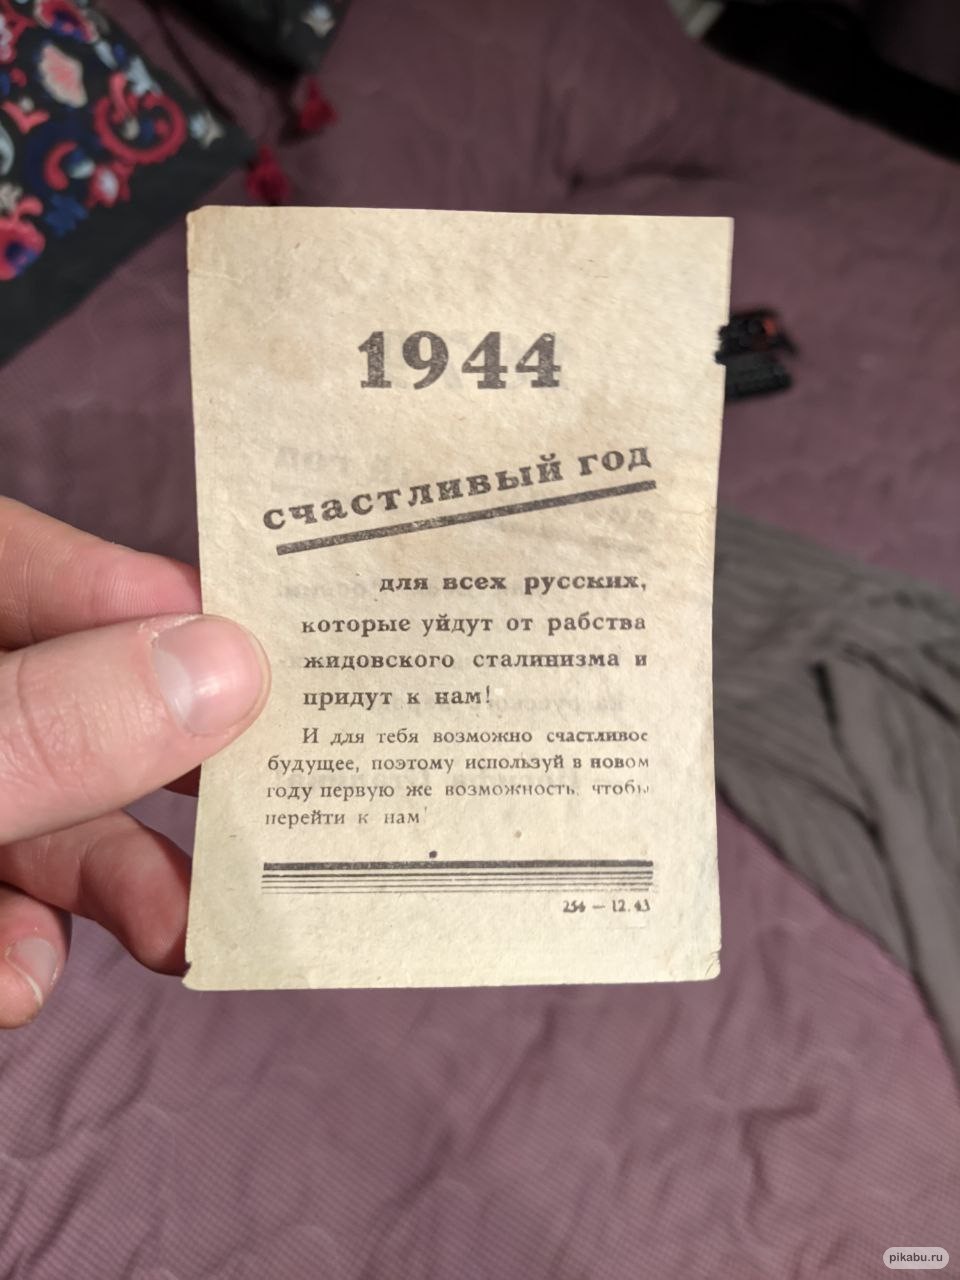 1944
счастливый год
для всех русских,
которые уйдут от рабства
жидовского сталинизма и
придут к нам!
И для тебя возможно счастливое
будущее, поэтому используй в новом
году первую же возможность, чтобы
перейти к нам!
254 — 12.43
pikabu.ru